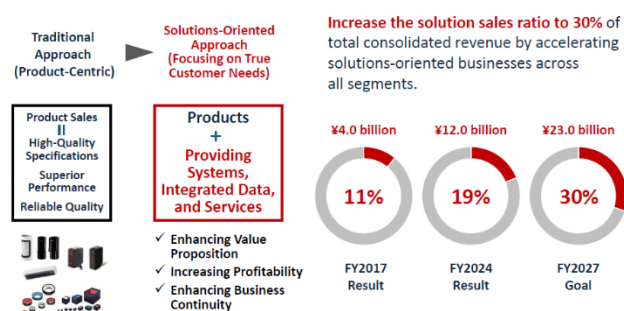 Traditional
Approach
(Product-Centric)
Solutions-Oriented
Approach
(Focusing on True
Customer Needs)
Product Sales
=
High-Quality
Specifications
Superior
Performance
Reliable Quality
Products
+
Providing Systems,
Integrated Data,
and Services
✓ Enhancing Value
Proposition
✓ Increasing Profitability
✓ Enhancing Business
Continuity
Increase the solution sales ratio to 30% of
total consolidated revenue by accelerating
solutions-oriented businesses across
all segments.
¥4.0 billion
¥12.0 billion
¥23.0 billion
11%
19%
30%
FY2017
Result
FY2024
Result
FY2027
Goal